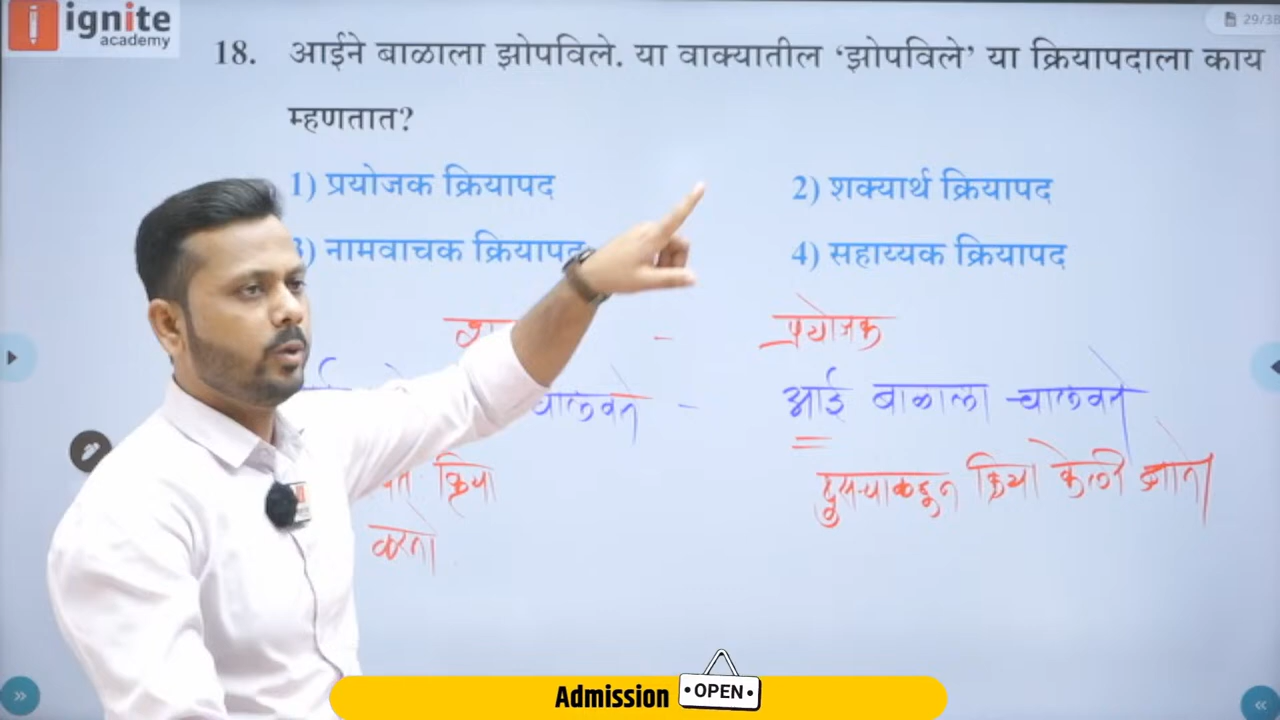 ignite
academy
29/38
18. आईने बाळाला झोपविले. या वाक्यातील ‘झोपविले’ या क्रियापदाला काय
म्हणतात?
1) प्रयोजक क्रियापद 2) शक्यार्थ क्रियापद
3) नामवाचक क्रियापद 4) सहाय्यक क्रियापद
- प्रयोजक
चालवते - आई बाळाला चालवते
क्रिया दुसऱ्याकडून क्रिया केली जाते
करतो
Admission OPEN